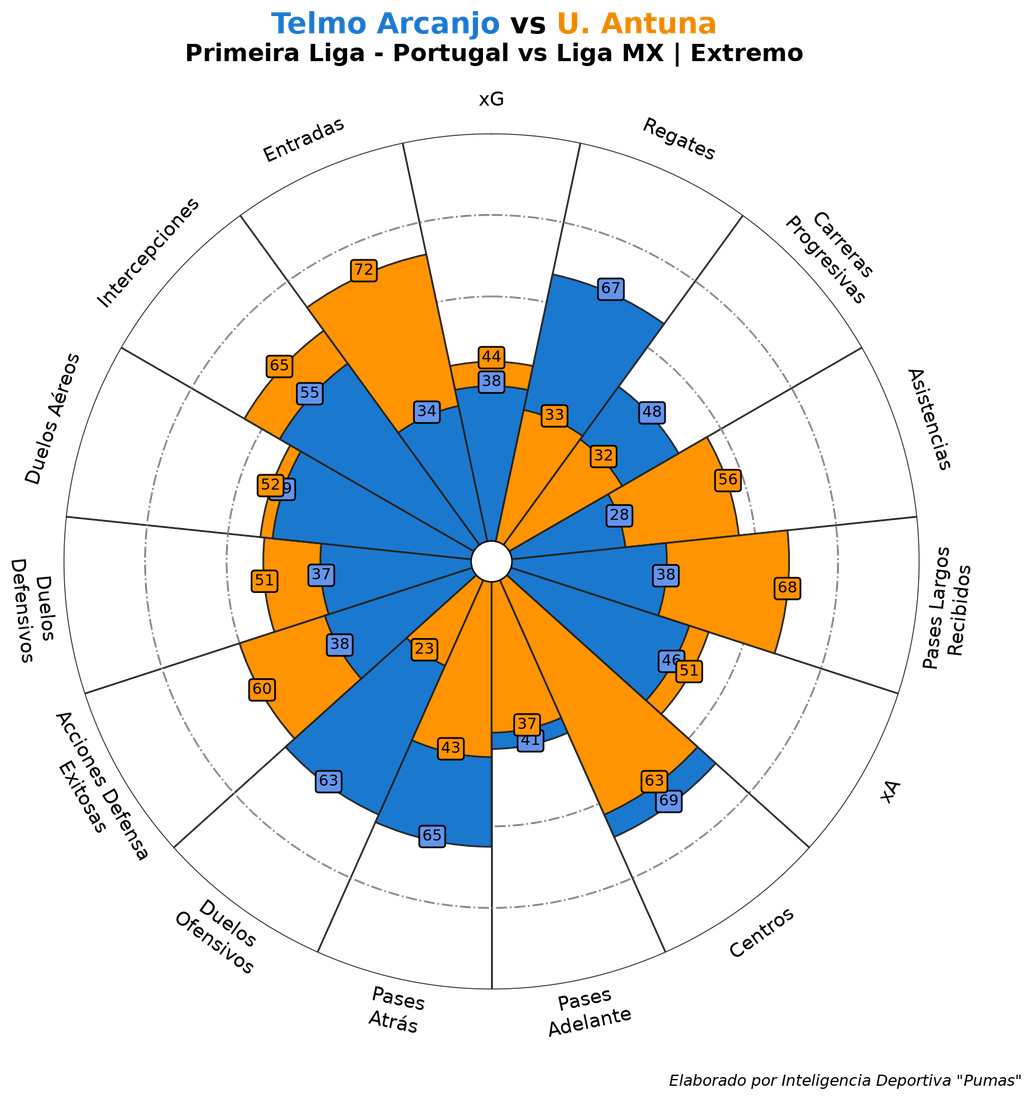 Telmo Arcanjo vs U. Antuna
Primeira Liga - Portugal vs Liga MX | Extremo
xG
44
38
Regates
67
33
Carreras
Progresivas
48
32
Asistencias
56
28
Pases Largos
Recibidos
38
68
xA
46
51
Centros
63
69
Pases
Adelante
37
41
Pases
Atrás
43
65
Duelos
Ofensivos
23
63
Acciones Defensa
Exitosas
38
60
Duelos
Defensivos
37
51
Duelos Aéreos
52
9
Intercepciones
65
55
Entradas
72
34
Elaborado por Inteligencia Deportiva "Pumas"